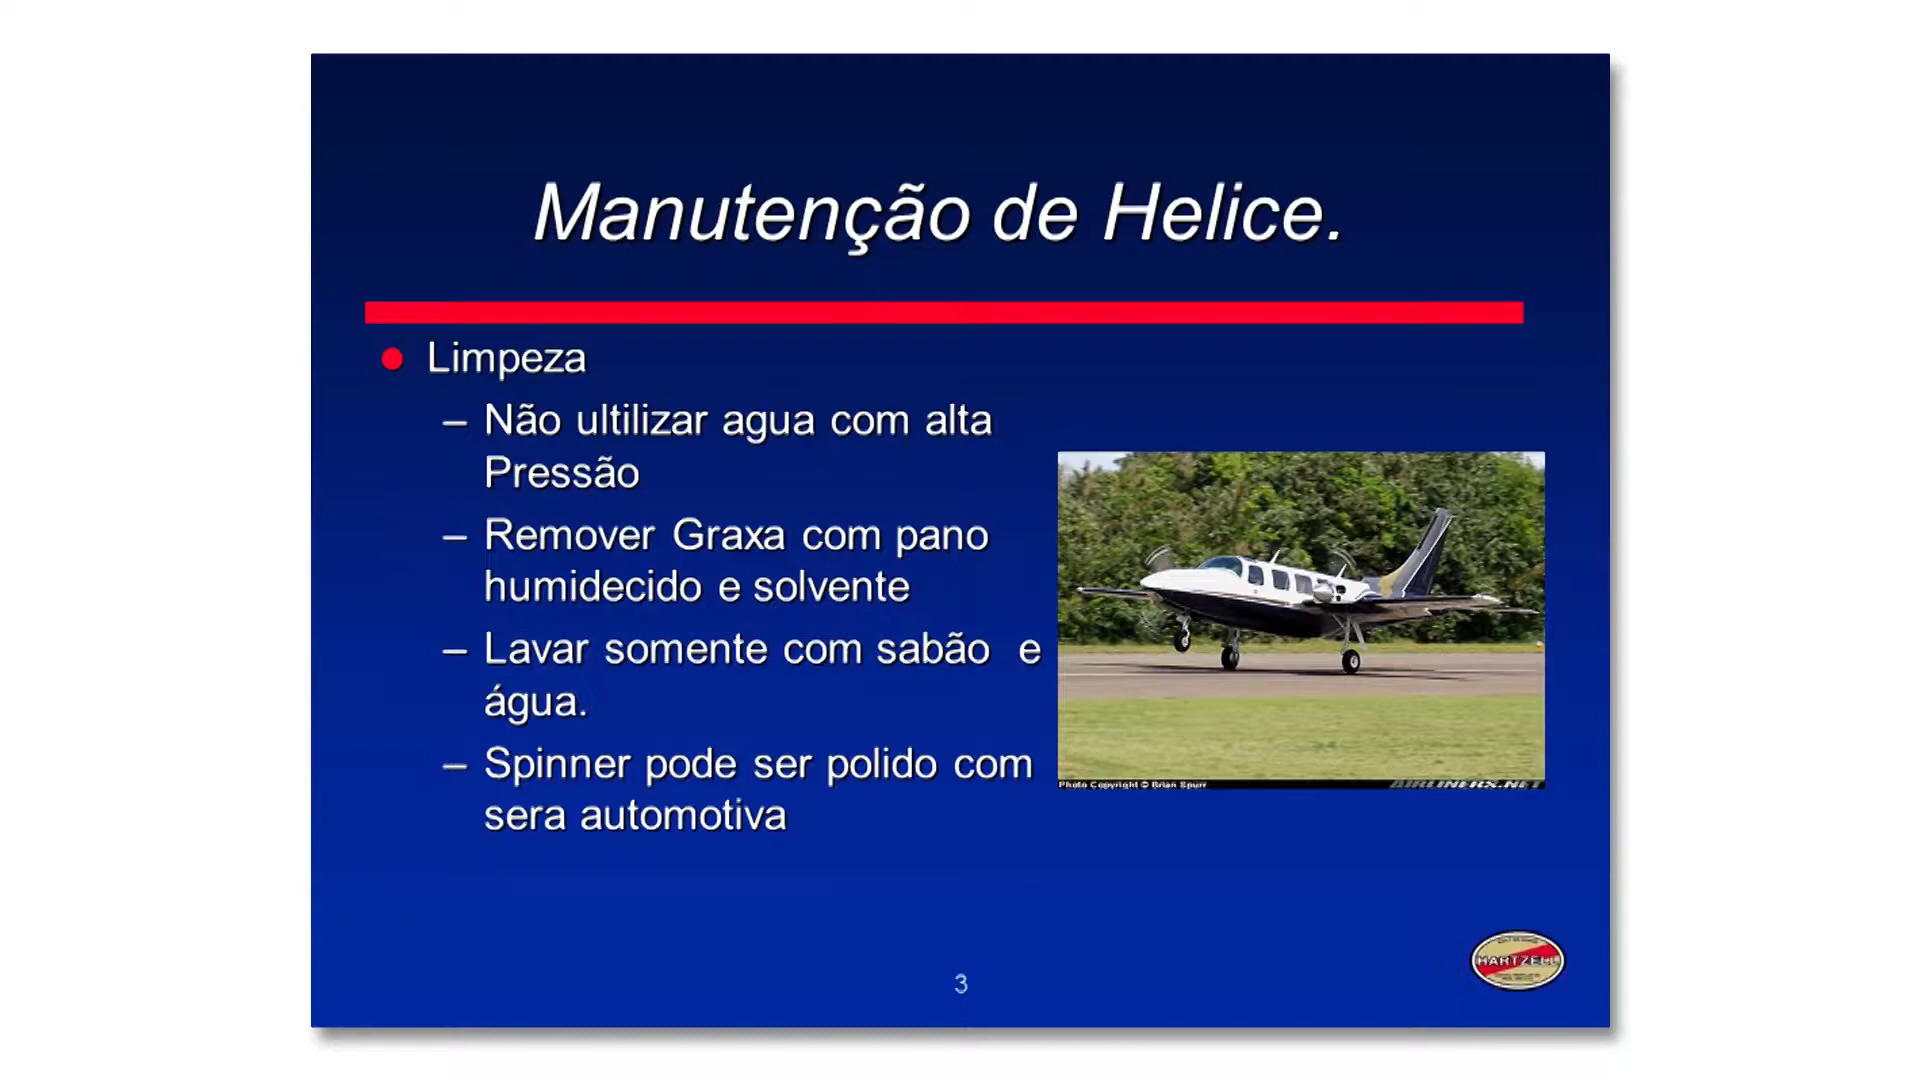 Manutenção de Helice.
Limpeza
– Não ultilizar agua com alta
Pressão
– Remover Graxa com pano
humidecido e solvente
– Lavar somente com sabão e
água.
– Spinner pode ser polido com
sera automotiva
Photo Copyright © Brian Spurr
AIRLINERS.NET
HARTZELL
3